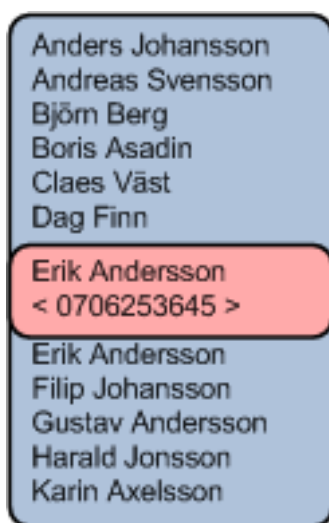 Anders Johansson
Andreas Svensson
Björn Berg
Boris Asadin
Claes Väst
Dag Finn
Erik Andersson
< 0706253645 >
Erik Andersson
Filip Johansson
Gustav Andersson
Harald Jonsson
Karin Axelsson